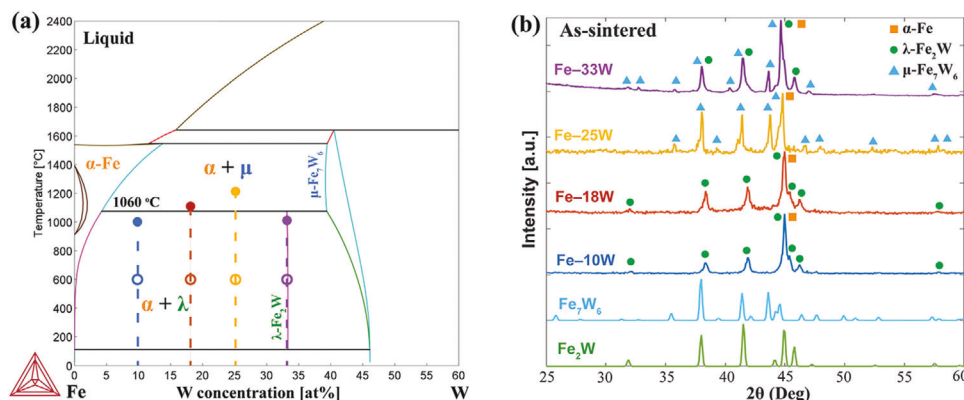 (a)
2400
2200
2000
1800
1600
1400
1200
1000
800
600
400
200
0
Temperature [°C]
Liquid
α-Fe
α + μ
μ-Fe₇W₆
1060 °C
α + λ
λ-Fe₂W
0 5 10 15 20 25 30 35 40 45 50 55 60
Fe W concentration [at%] W
(b)
As-sintered
α-Fe
λ-Fe₂W
μ-Fe₇W₆
Fe–33W
Fe–25W
Fe–18W
Fe–10W
Fe₇W₆
Fe₂W
Intensity [a.u.]
25 30 35 40 45 50 55 60
2θ (Deg)